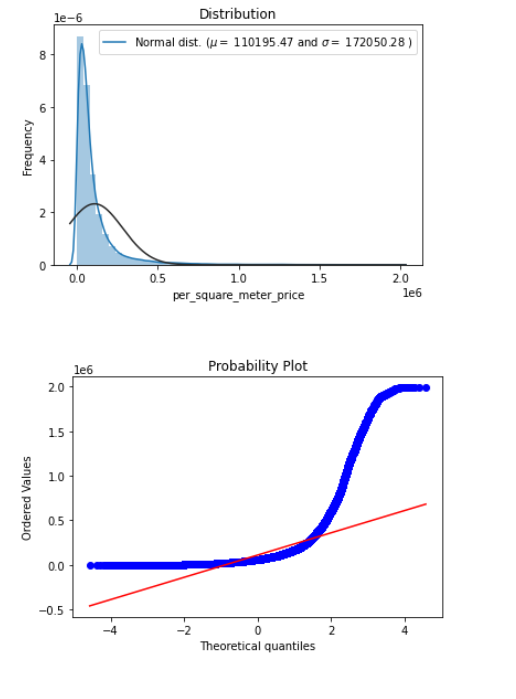 Distribution
1e−6
Normal dist. (μ = 110195.47 and σ = 172050.28 )
8
6
4
2
0
Frequency
0.0 0.5 1.0 1.5 2.0
1e6
per_square_meter_price
Probability Plot
1e6
2.0
1.5
1.0
0.5
0.0
−0.5
Ordered Values
−4 −2 0 2 4
Theoretical quantiles